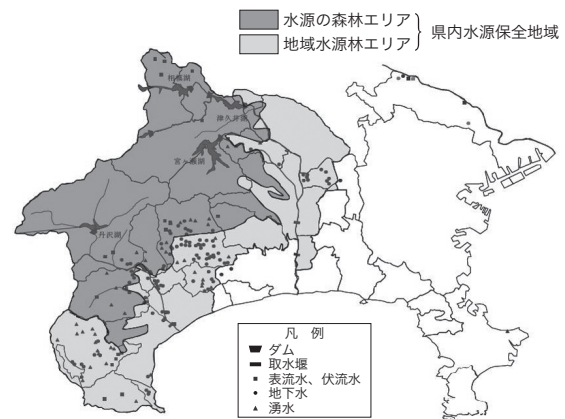 水源の森林エリア
地域水源林エリア
県内水源保全地域
相模湖
津久井湖
宮ヶ瀬湖
丹沢湖
凡 例
ダム
取水堰
表流水、伏流水
地下水
湧水